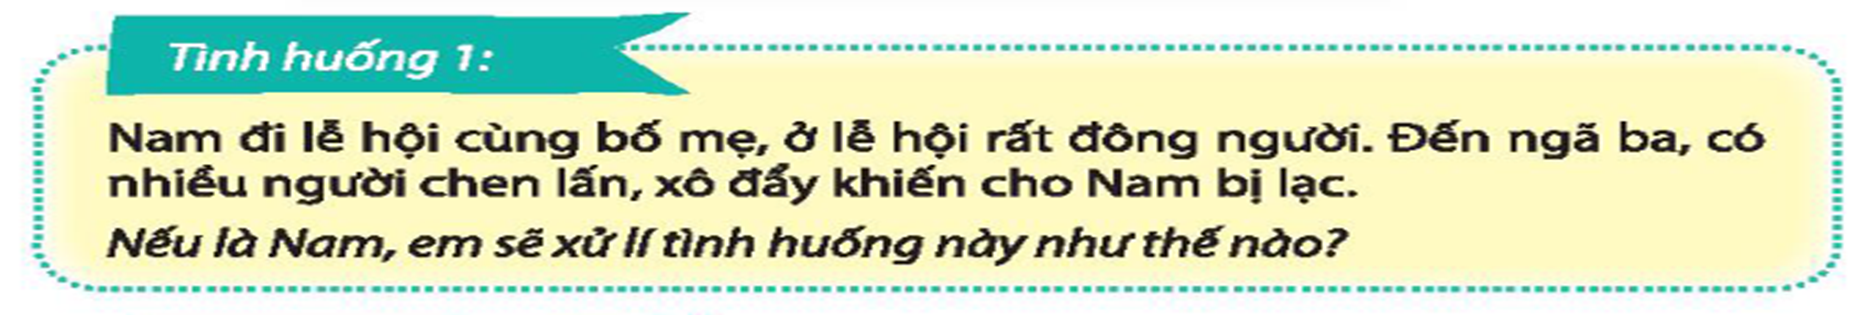 Tình huống 1:
Nam đi lễ hội cùng bố mẹ, ở lễ hội rất đông người. Đến ngã ba, có
nhiều người chen lấn, xô đẩy khiến cho Nam bị lạc.
Nếu là Nam, em sẽ xử lí tình huống này như thế nào?